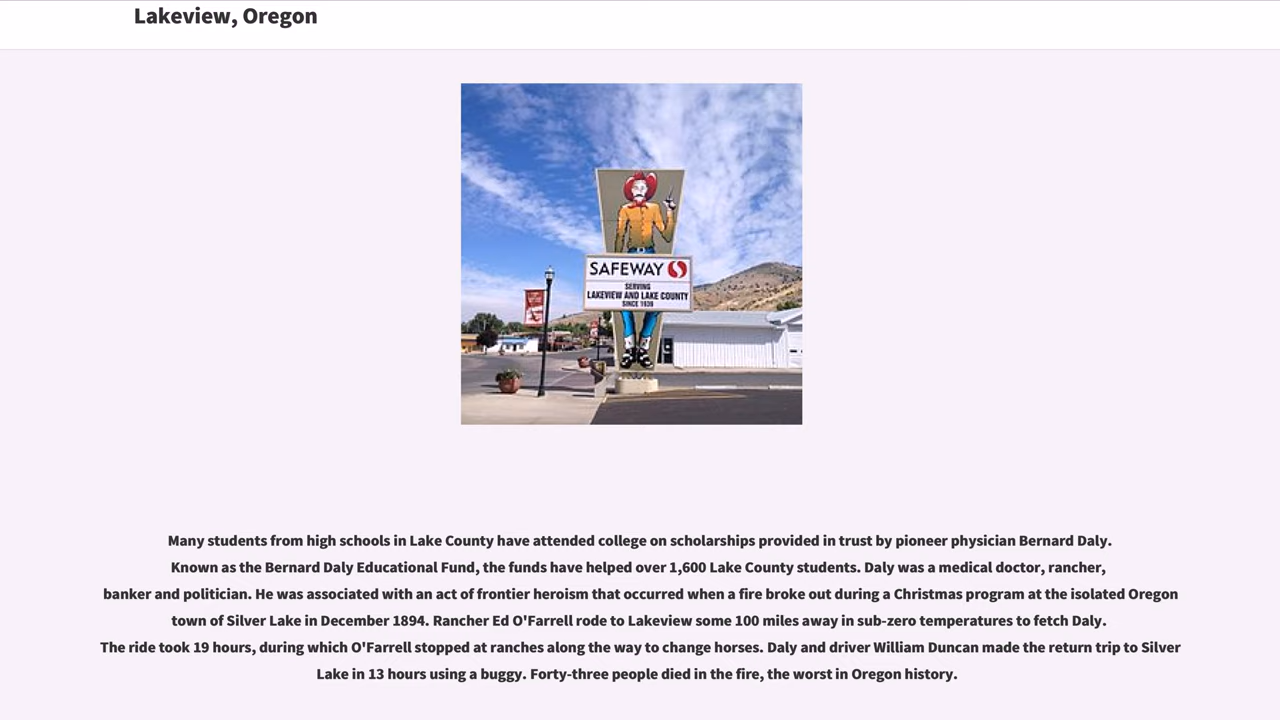 Lakeview, Oregon
SAFEWAY
SERVING
LAKEVIEW AND LAKE COUNTY
SINCE 1939
Many students from high schools in Lake County have attended college on scholarships provided in trust by pioneer physician Bernard Daly.
Known as the Bernard Daly Educational Fund, the funds have helped over 1,600 Lake County students. Daly was a medical doctor, rancher,
banker and politician. He was associated with an act of frontier heroism that occurred when a fire broke out during a Christmas program at the isolated Oregon
town of Silver Lake in December 1894. Rancher Ed O'Farrell rode to Lakeview some 100 miles away in sub-zero temperatures to fetch Daly.
The ride took 19 hours, during which O'Farrell stopped at ranches along the way to change horses. Daly and driver William Duncan made the return trip to Silver
Lake in 13 hours using a buggy. Forty-three people died in the fire, the worst in Oregon history.